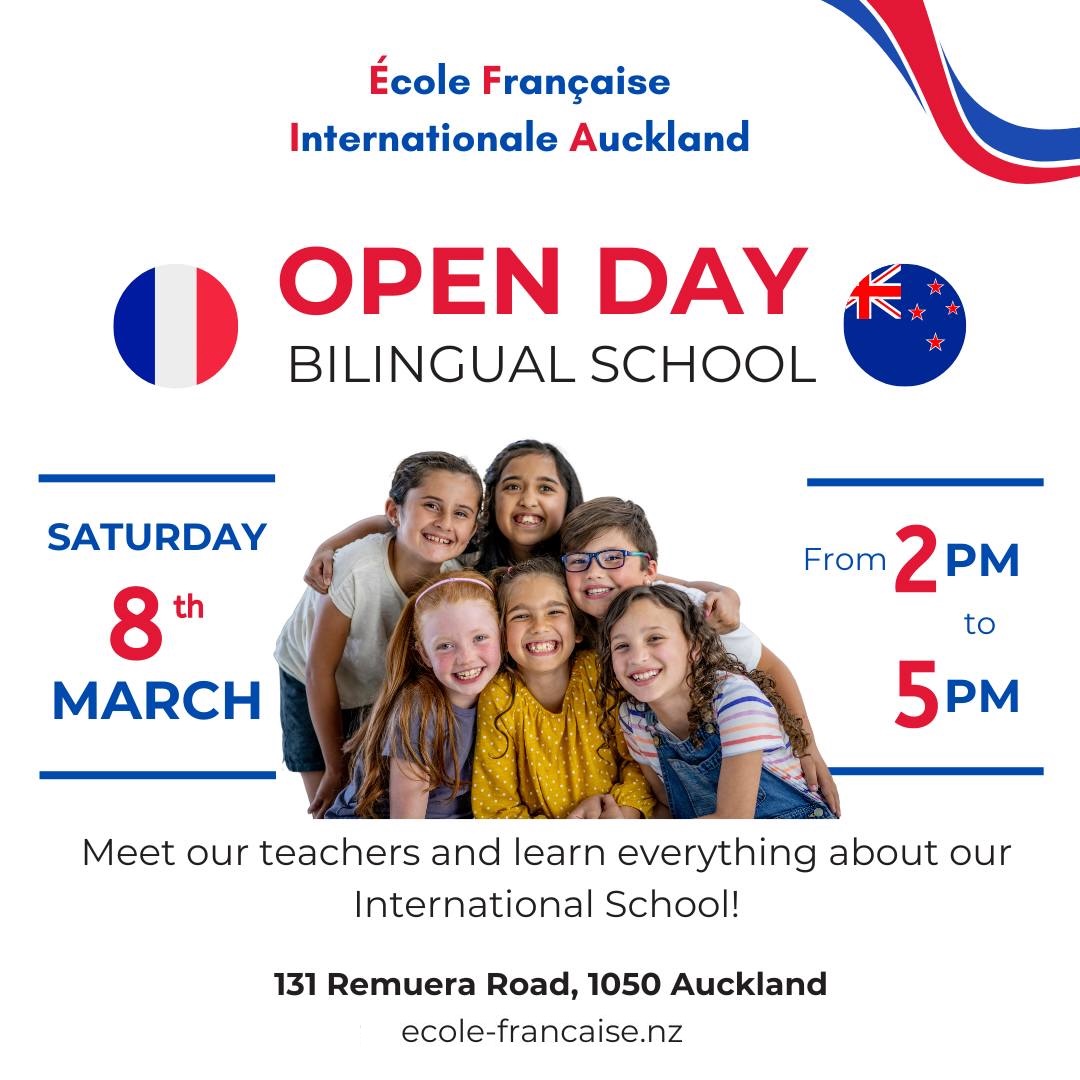 École Française
Internationale Auckland
OPEN DAY
BILINGUAL SCHOOL
SATURDAY
8th
MARCH
From 2PM
to
5PM
Meet our teachers and learn everything about our
International School!
131 Remuera Road, 1050 Auckland
ecole-francaise.nz